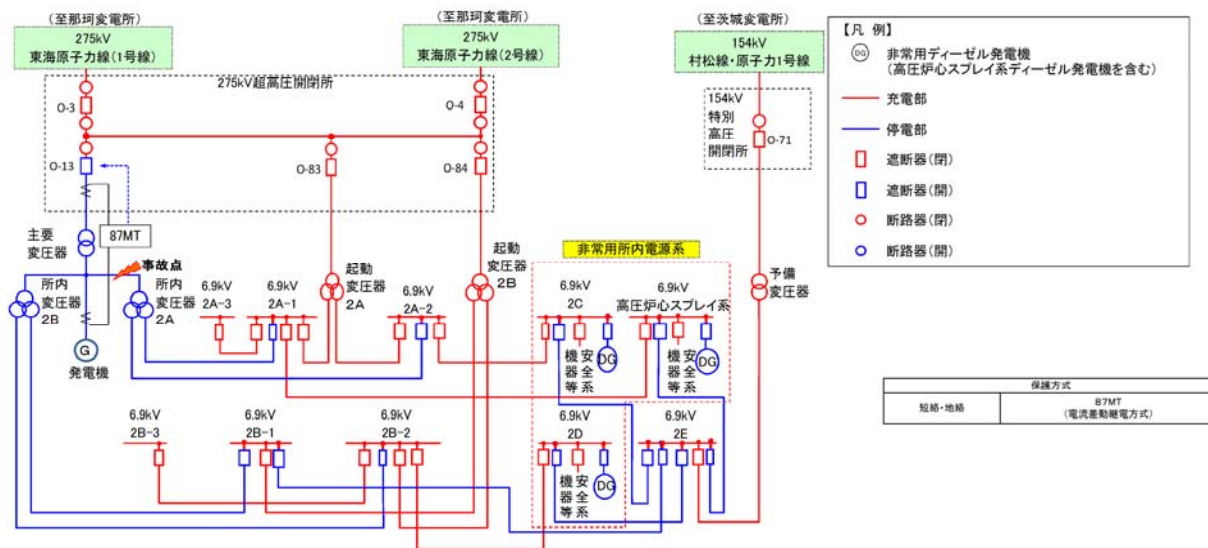 (至那珂変電所)
275kV
東海原子力線(1号線)
(至那珂変電所)
275kV
東海原子力線(2号線)
(至茨城変電所)
154kV
村松線・原子力1号線
275kV超高圧開閉所
154kV
特別
高圧
開閉所
O-3
O-4
O-71
O-13
O-83
O-84
87MT
主要
変圧器
事故点
所内
変圧器
2B
所内
変圧器
2A
G
発電機
起動
変圧器
2A
起動
変圧器
2B
予備
変圧器
非常用所内電源系
6.9kV
2A-3
6.9kV
2A-1
6.9kV
2A-2
6.9kV
2C
6.9kV
高圧炉心スプレイ系
安全系
機器等
DG
安全系
機器等
DG
6.9kV
2B-3
6.9kV
2B-1
6.9kV
2B-2
6.9kV
2D
6.9kV
2E
安全系
機器等
DG
【凡 例】
DG
非常用ディーゼル発電機
(高圧炉心スプレイ系ディーゼル発電機を含む)
充電部
停電部
遮断器(閉)
遮断器(開)
断路器(閉)
断路器(開)
保護方式
短絡・地絡
87MT
(電流差動継電方式)